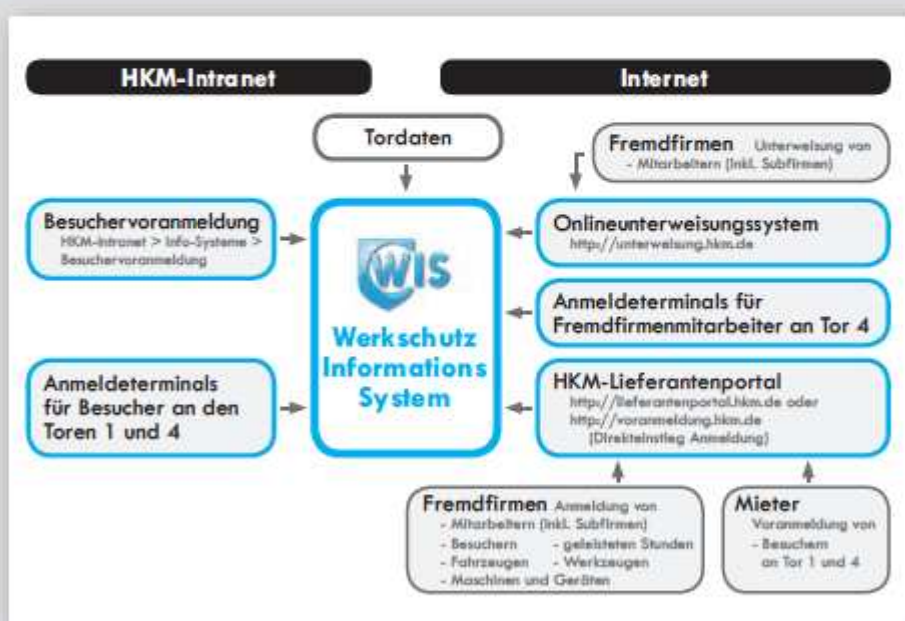 HKM-Intranet
Internet
Tordaten
Fremdfirmen Unterweisung von
- Mitarbeitern (inkl. Subfirmen)
Besuchervoranmeldung
HKM-Intranet > Info-Systeme >
Besuchervoranmeldung
WIS
Werkschutz
Informations
System
Onlineunterweisungssystem
http://unterweisung.hkm.de
Anmeldeterminals für
Fremdfirmenmitarbeiter an Tor 4
Anmeldeterminals
für Besucher an den
Toren 1 und 4
HKM-Lieferantenportal
http://lieferantenportal.hkm.de oder
http://voranmeldung.hkm.de
(Direkteinstieg Anmeldung)
Fremdfirmen Anmeldung von
- Mitarbeitern (inkl. Subfirmen)
- Besuchern - geleisteten Stunden
- Fahrzeugen - Werkzeugen
- Maschinen und Geräten
Mieter
Voranmeldung von
- Besuchern
an Tor 1 und 4